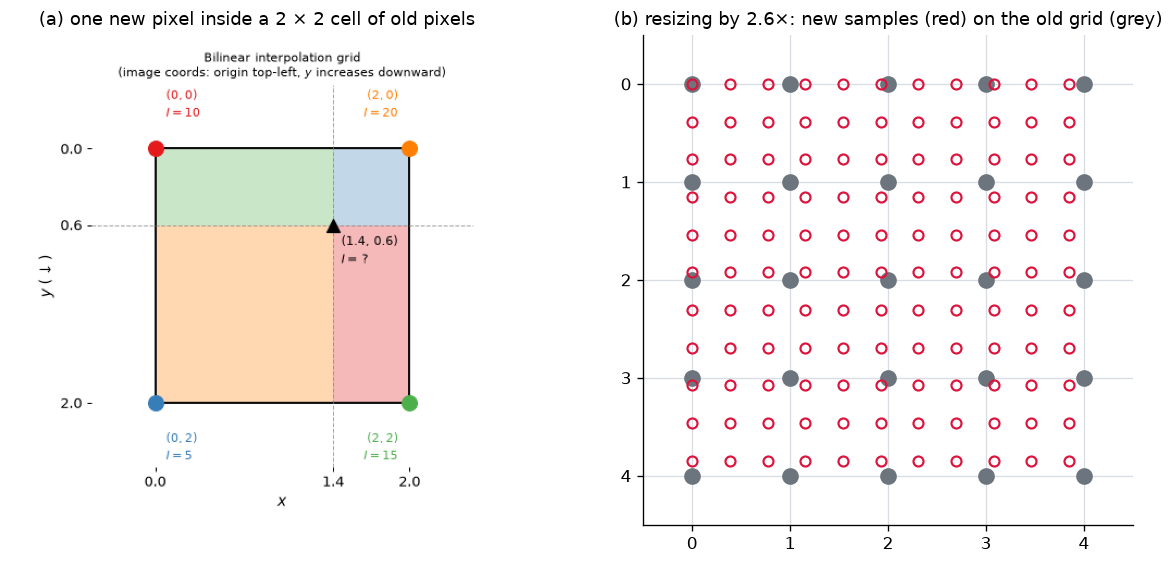 (a) one new pixel inside a 2 × 2 cell of old pixels
Bilinear interpolation grid
(image coords: origin top-left, y increases downward)
(0, 0)
I = 10
(2, 0)
I = 20
0.0
0.6
(1.4, 0.6)
I = ?
y (↓)
2.0
(0, 2)
I = 5
(2, 2)
I = 15
0.0
1.4
2.0
x
(b) resizing by 2.6×: new samples (red) on the old grid (grey)
0
1
2
3
4
0
1
2
3
4